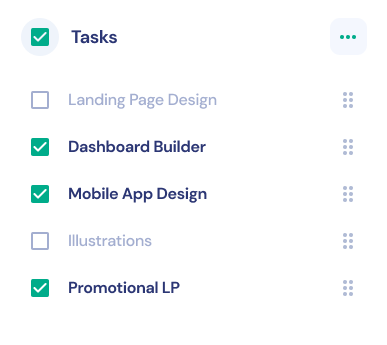 Tasks
Landing Page Design
Dashboard Builder
Mobile App Design
Illustrations
Promotional LP